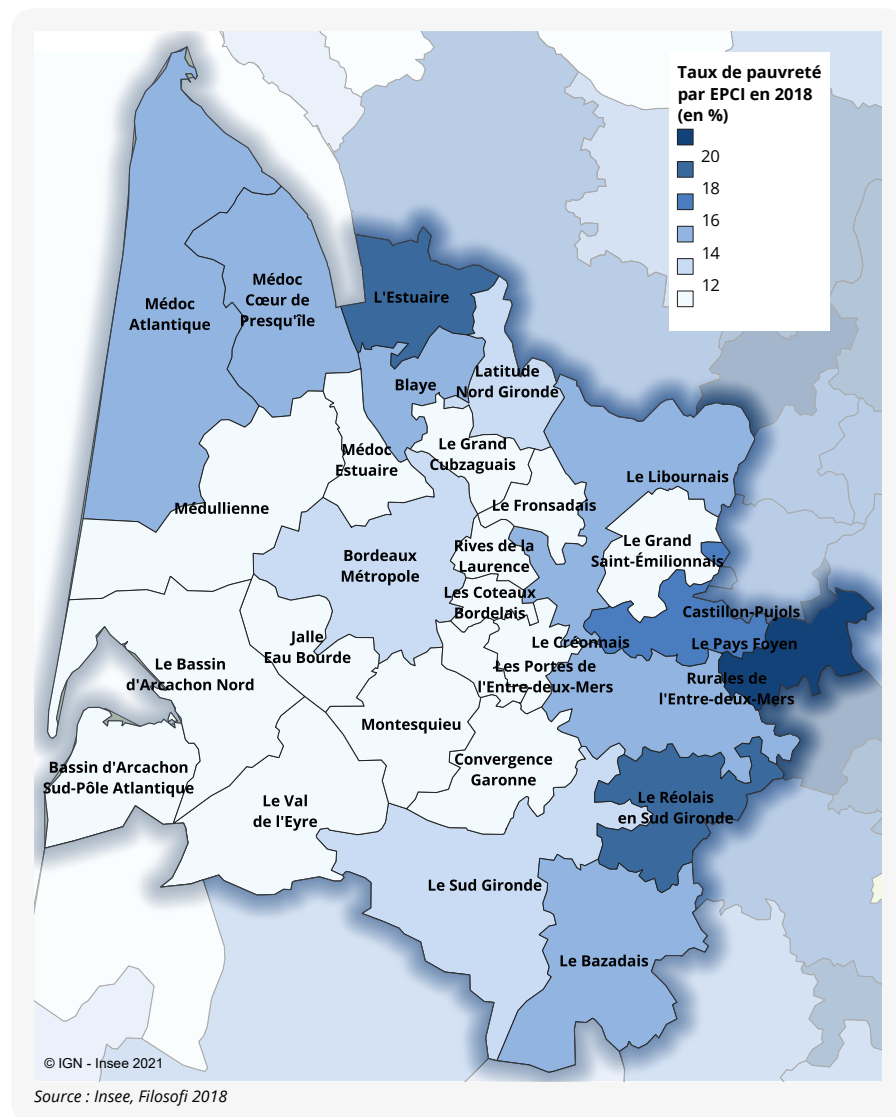 Taux de pauvreté
par EPCI en 2018
(en %)
20
18
16
14
12
Médoc
Atlantique
Médoc
Cœur de
Presqu'île
L'Estuaire
Blaye
Latitude
Nord Gironde
Le Grand
Cubzaguais
Médoc
Estuaire
Médullienne
Le Fronsadais
Le Libournais
Bordeaux
Métropole
Rives de la
Laurence
Le Grand
Saint-Émilionnais
Les Coteaux
Bordelais
Castillon-Pujols
Jalle
Eau Bourde
Le Créonnais
Le Pays Foyen
Le Bassin
d'Arcachon Nord
Les Portes de
l'Entre-deux-Mers
Rurales de
l'Entre-deux-Mers
Montesquieu
Bassin d'Arcachon
Sud-Pôle Atlantique
Convergence
Garonne
Le Val
de l'Eyre
Le Réolais
en Sud Gironde
Le Sud Gironde
Le Bazadais
© IGN - Insee 2021
Source : Insee, Filosofi 2018